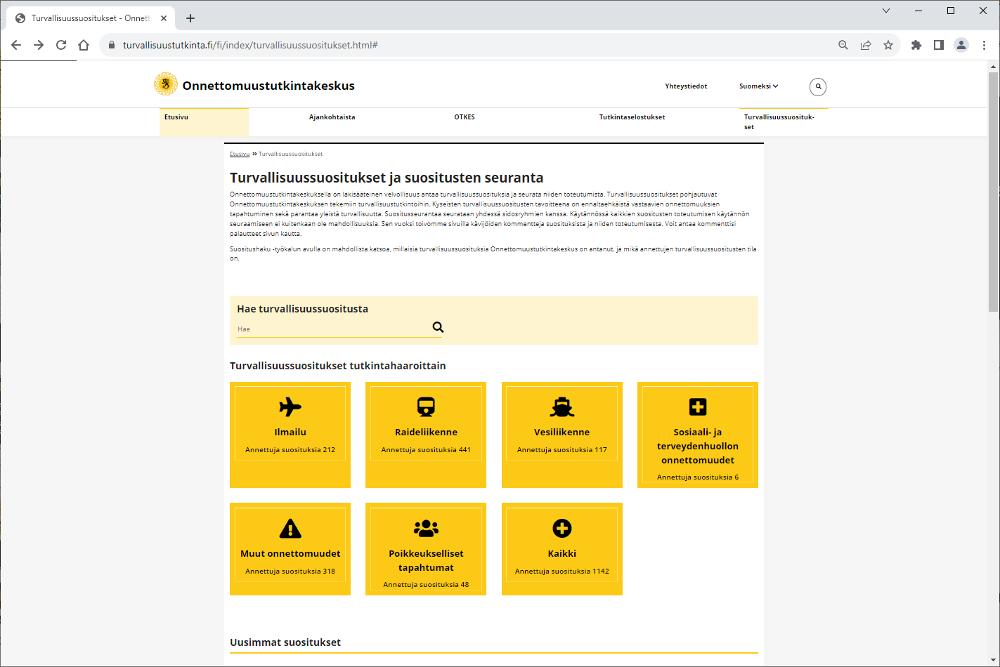 Turvallisuussuositukset - Onnett
turvallisuustutkinta.fi/fi/index/turvallisuussuositukset.html#
Onnettomuustutkintakeskus
Yhteystiedot
Suomeksi
Etusivu
Ajankohtaista
OTKES
Tutkintaselostukset
Turvallisuussuosituk-
set
Etusivu » Turvallisuussuositukset
Turvallisuussuositukset ja suositusten seuranta
Onnettomuustutkintakeskuksella on lakisääteinen velvollisuus antaa turvallisuussuosituksia ja seurata niiden toteutumista. Turvallisuussuositukset pohjautuvat
Onnettomuustutkintakeskuksen tekemiin turvallisuustutkintoihin. Kyseisten turvallisuussuositusten tavoitteena on ennaltaehkäistä vastaavien onnettomuuksien
tapahtuminen sekä parantaa yleistä turvallisuutta. Suositusseurantaa seurataan yhdessä sidosryhmien kanssa. Käytännössä kaikkien suositusten toteutumisen käytännön
seuraamiseen ei kuitenkaan ole mahdollisuuksia. Sen vuoksi toivomme sivuilla kävijöiden kommentteja suosituksista ja niiden toteutumisesta. Voit antaa kommenttisi
palautteet sivun kautta.
Suositushaku -työkalun avulla on mahdollista katsoa, millaisia turvallisuussuosituksia Onnettomuustutkintakeskus on antanut, ja mikä annettujen turvallisuussuositusten tila
on.
Hae turvallisuussuositusta
Hae
Turvallisuussuositukset tutkintahaaroittain
Ilmailu
Annettuja suosituksia 212
Raideliikenne
Annettuja suosituksia 441
Vesiliikenne
Annettuja suosituksia 117
Sosiaali- ja
terveydenhuollon
onnettomuudet
Annettuja suosituksia 6
Muut onnettomuudet
Annettuja suosituksia 318
Poikkeukselliset
tapahtumat
Annettuja suosituksia 48
Kaikki
Annettuja suosituksia 1142
Uusimmat suositukset